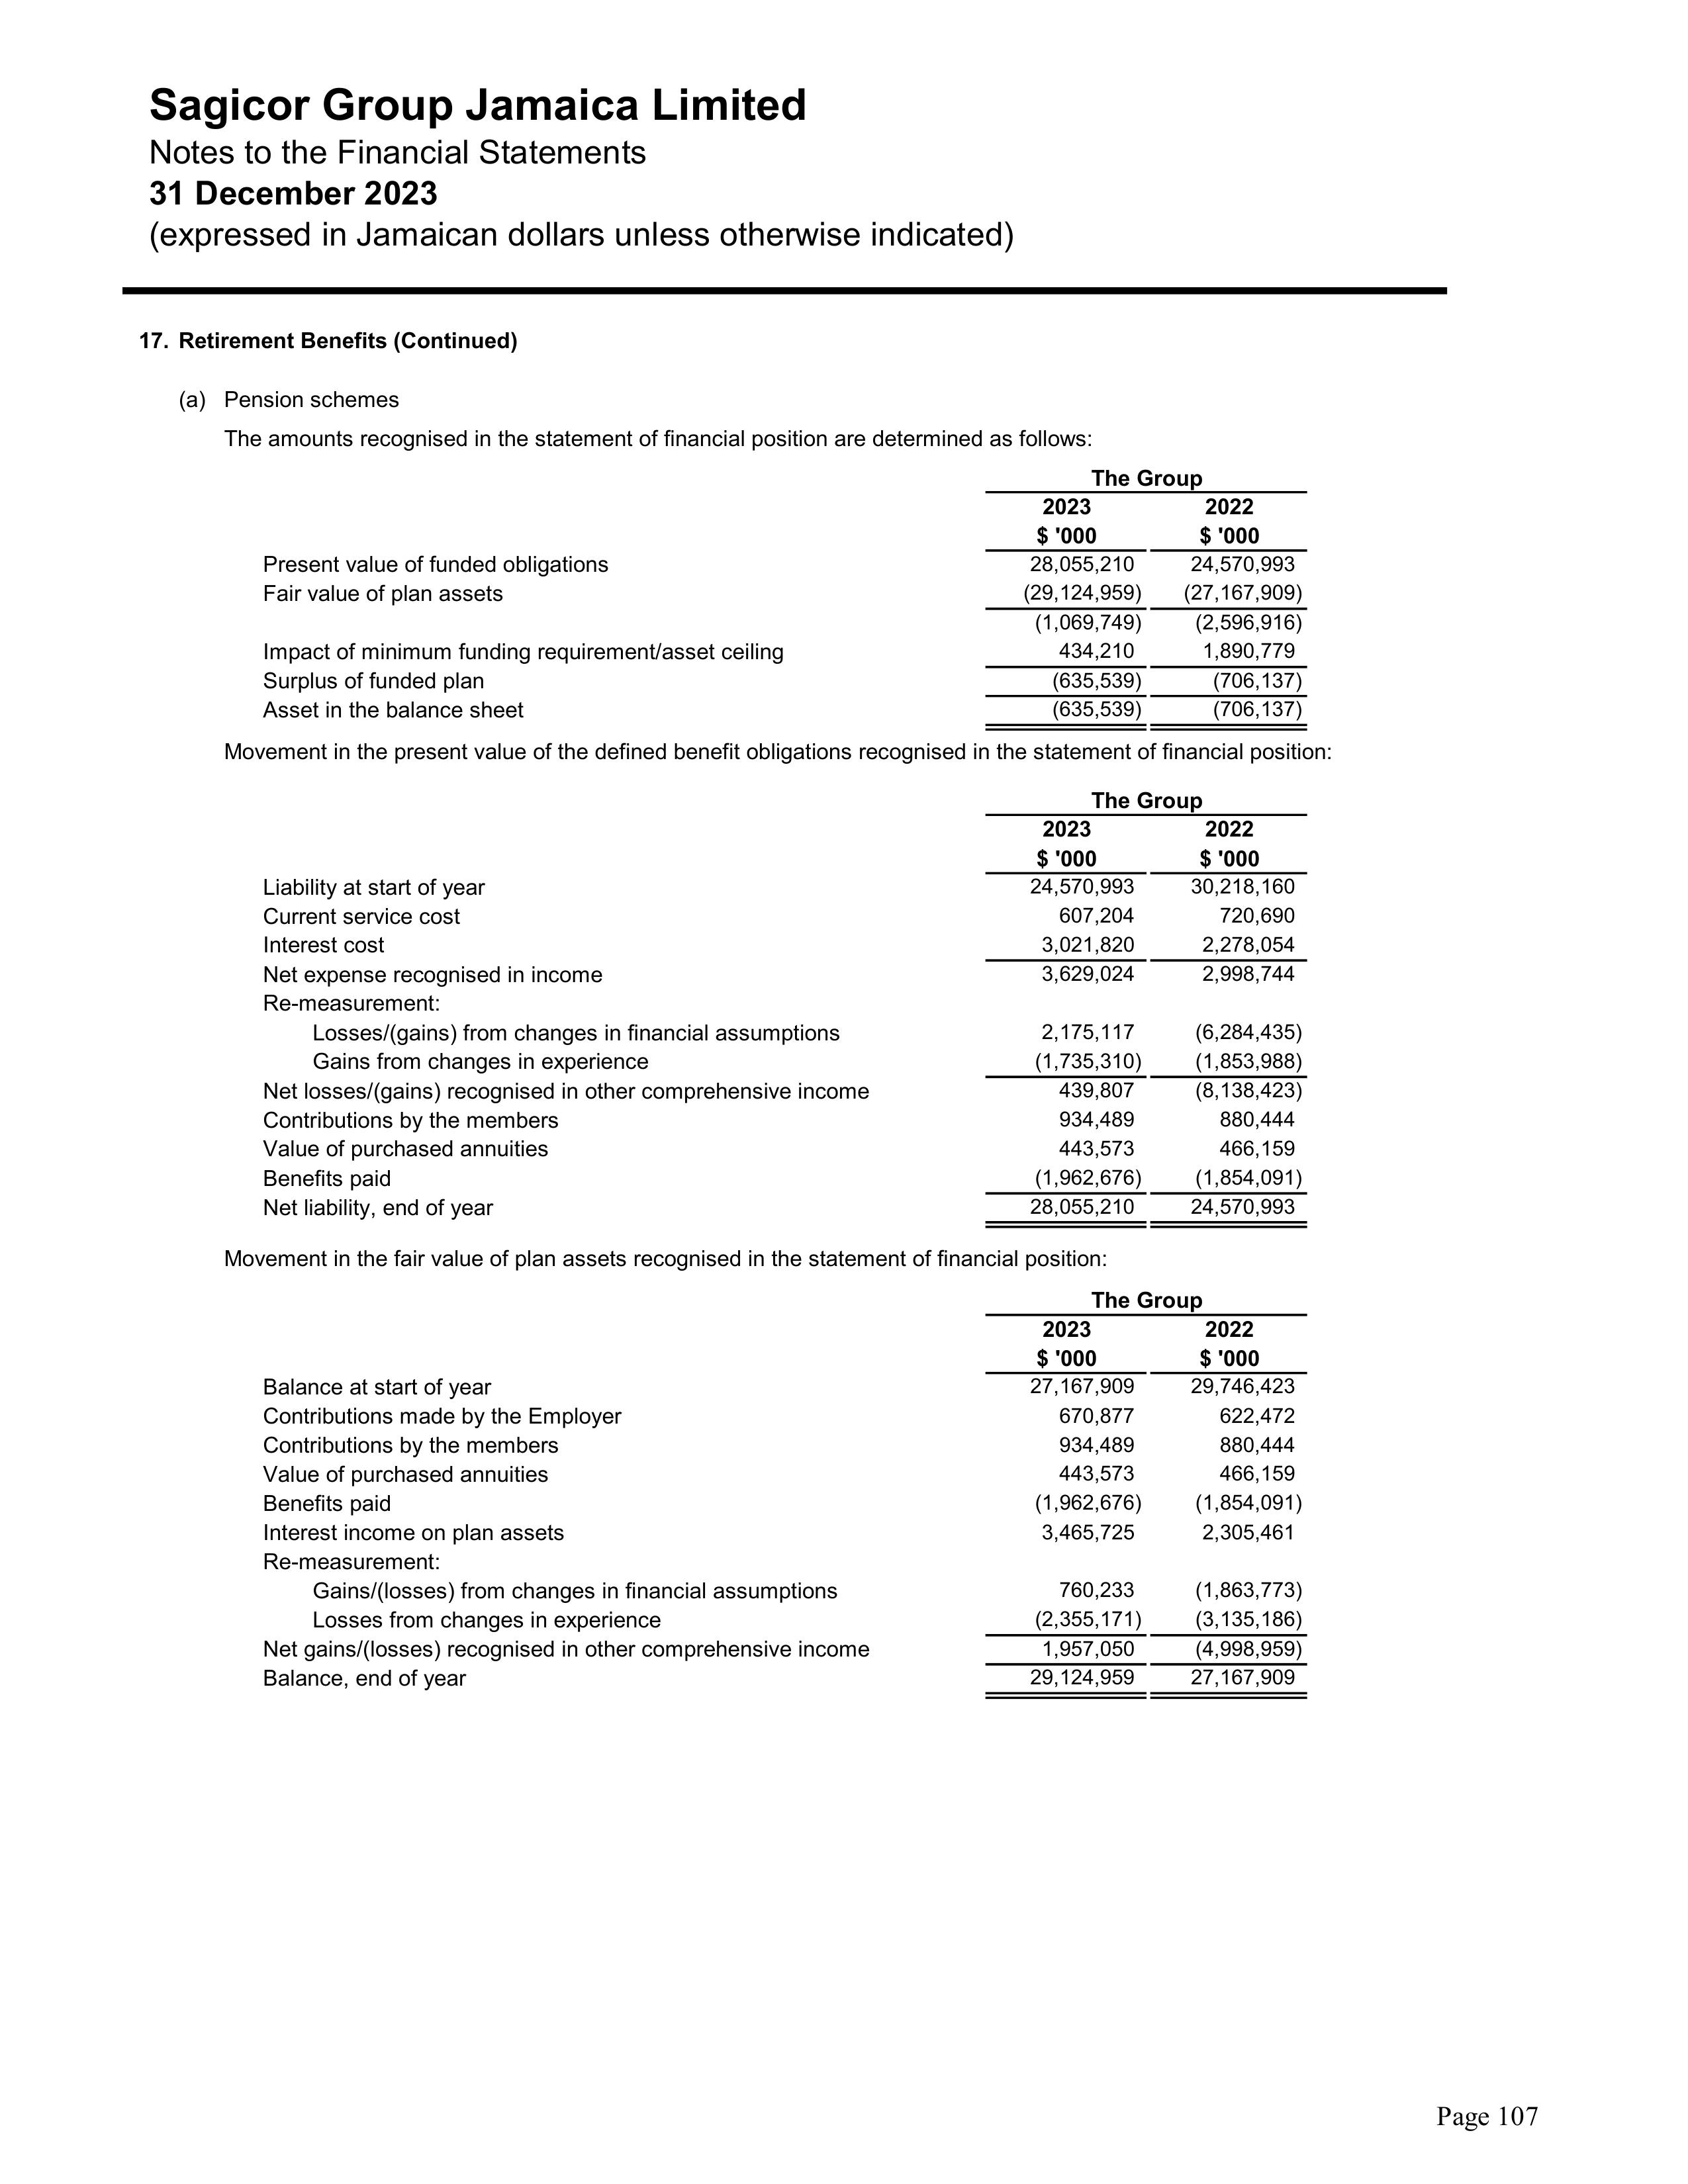 Sagicor Group Jamaica Limited
Notes to the Financial Statements
31 December 2023
(expressed in Jamaican dollars unless otherwise indicated)
17. Retirement Benefits (Continued)
(a) Pension schemes
The amounts recognised in the statement of financial position are determined as follows:
The Group
2023 2022
$ '000 $ '000
Present value of funded obligations 28,055,210 24,570,993
Fair value of plan assets (29,124,959) (27,167,909)
(1,069,749) (2,596,916)
Impact of minimum funding requirement/asset ceiling 434,210 1,890,779
Surplus of funded plan (635,539) (706,137)
Asset in the balance sheet (635,539) (706,137)
Movement in the present value of the defined benefit obligations recognised in the statement of financial position:
The Group
2023 2022
$ '000 $ '000
Liability at start of year 24,570,993 30,218,160
Current service cost 607,204 720,690
Interest cost 3,021,820 2,278,054
Net expense recognised in income 3,629,024 2,998,744
Re-measurement:
Losses/(gains) from changes in financial assumptions 2,175,117 (6,284,435)
Gains from changes in experience (1,735,310) (1,853,988)
Net losses/(gains) recognised in other comprehensive income 439,807 (8,138,423)
Contributions by the members 934,489 880,444
Value of purchased annuities 443,573 466,159
Benefits paid (1,962,676) (1,854,091)
Net liability, end of year 28,055,210 24,570,993
Movement in the fair value of plan assets recognised in the statement of financial position:
The Group
2023 2022
$ '000 $ '000
Balance at start of year 27,167,909 29,746,423
Contributions made by the Employer 670,877 622,472
Contributions by the members 934,489 880,444
Value of purchased annuities 443,573 466,159
Benefits paid (1,962,676) (1,854,091)
Interest income on plan assets 3,465,725 2,305,461
Re-measurement:
Gains/(losses) from changes in financial assumptions 760,233 (1,863,773)
Losses from changes in experience (2,355,171) (3,135,186)
Net gains/(losses) recognised in other comprehensive income 1,957,050 (4,998,959)
Balance, end of year 29,124,959 27,167,909
Page 107